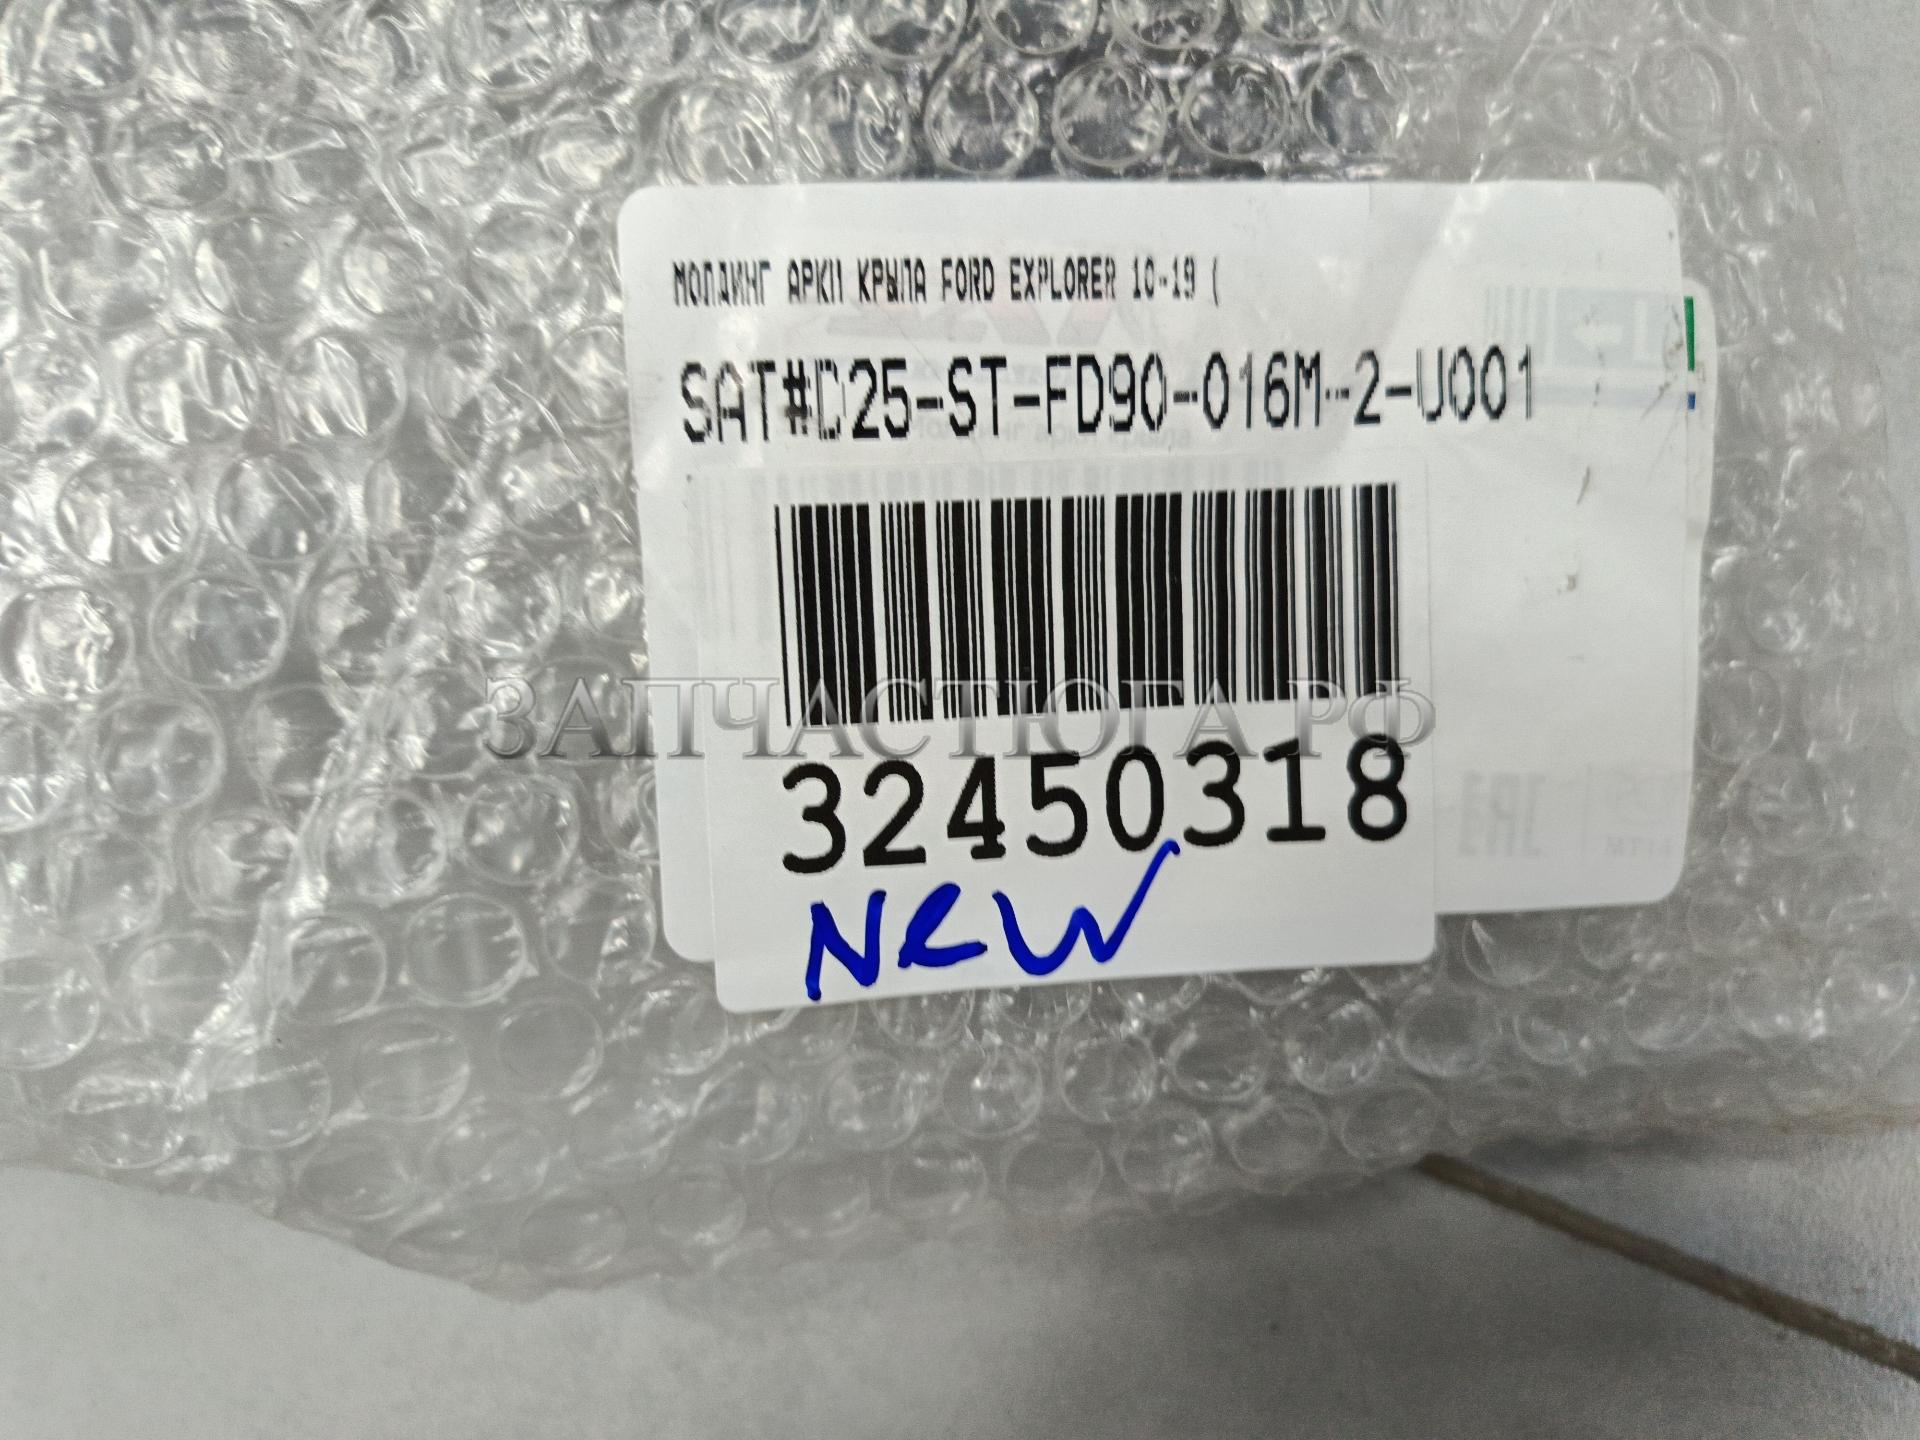 МОЛДИНГ АРКИ КРЫЛА FORD EXPLORER 10-19 (
SAT#D25-ST-FD90-016M-2-U001
ЗАПЧАСТЮГА.РФ
32450318
New